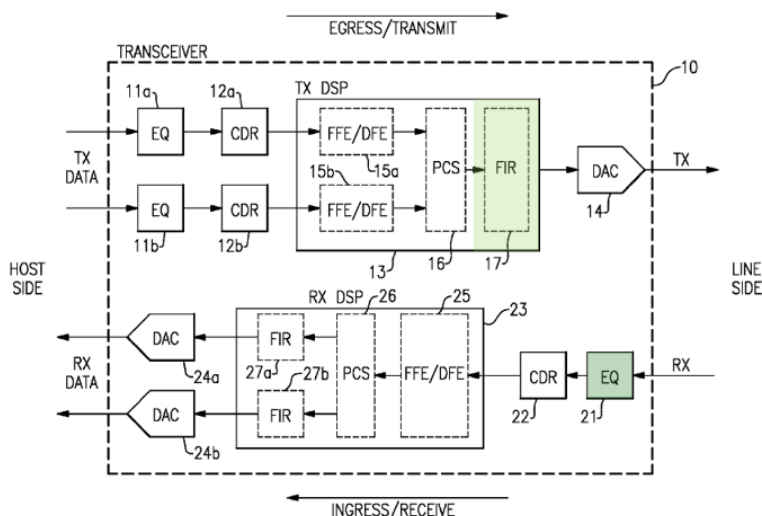 EGRESS/TRANSMIT
TRANSCEIVER
10
TX DSP
11a
12a
EQ
CDR
FFE/DFE
15a
TX
DATA
PCS
FIR
DAC
TX
14
15b
EQ
CDR
FFE/DFE
11b
12b
13
16
17
HOST
SIDE
LINE
SIDE
RX DSP
26
25
23
DAC
24a
FIR
27a
27b
RX
DATA
PCS
FFE/DFE
CDR
22
EQ
21
RX
DAC
24b
FIR
INGRESS/RECEIVE